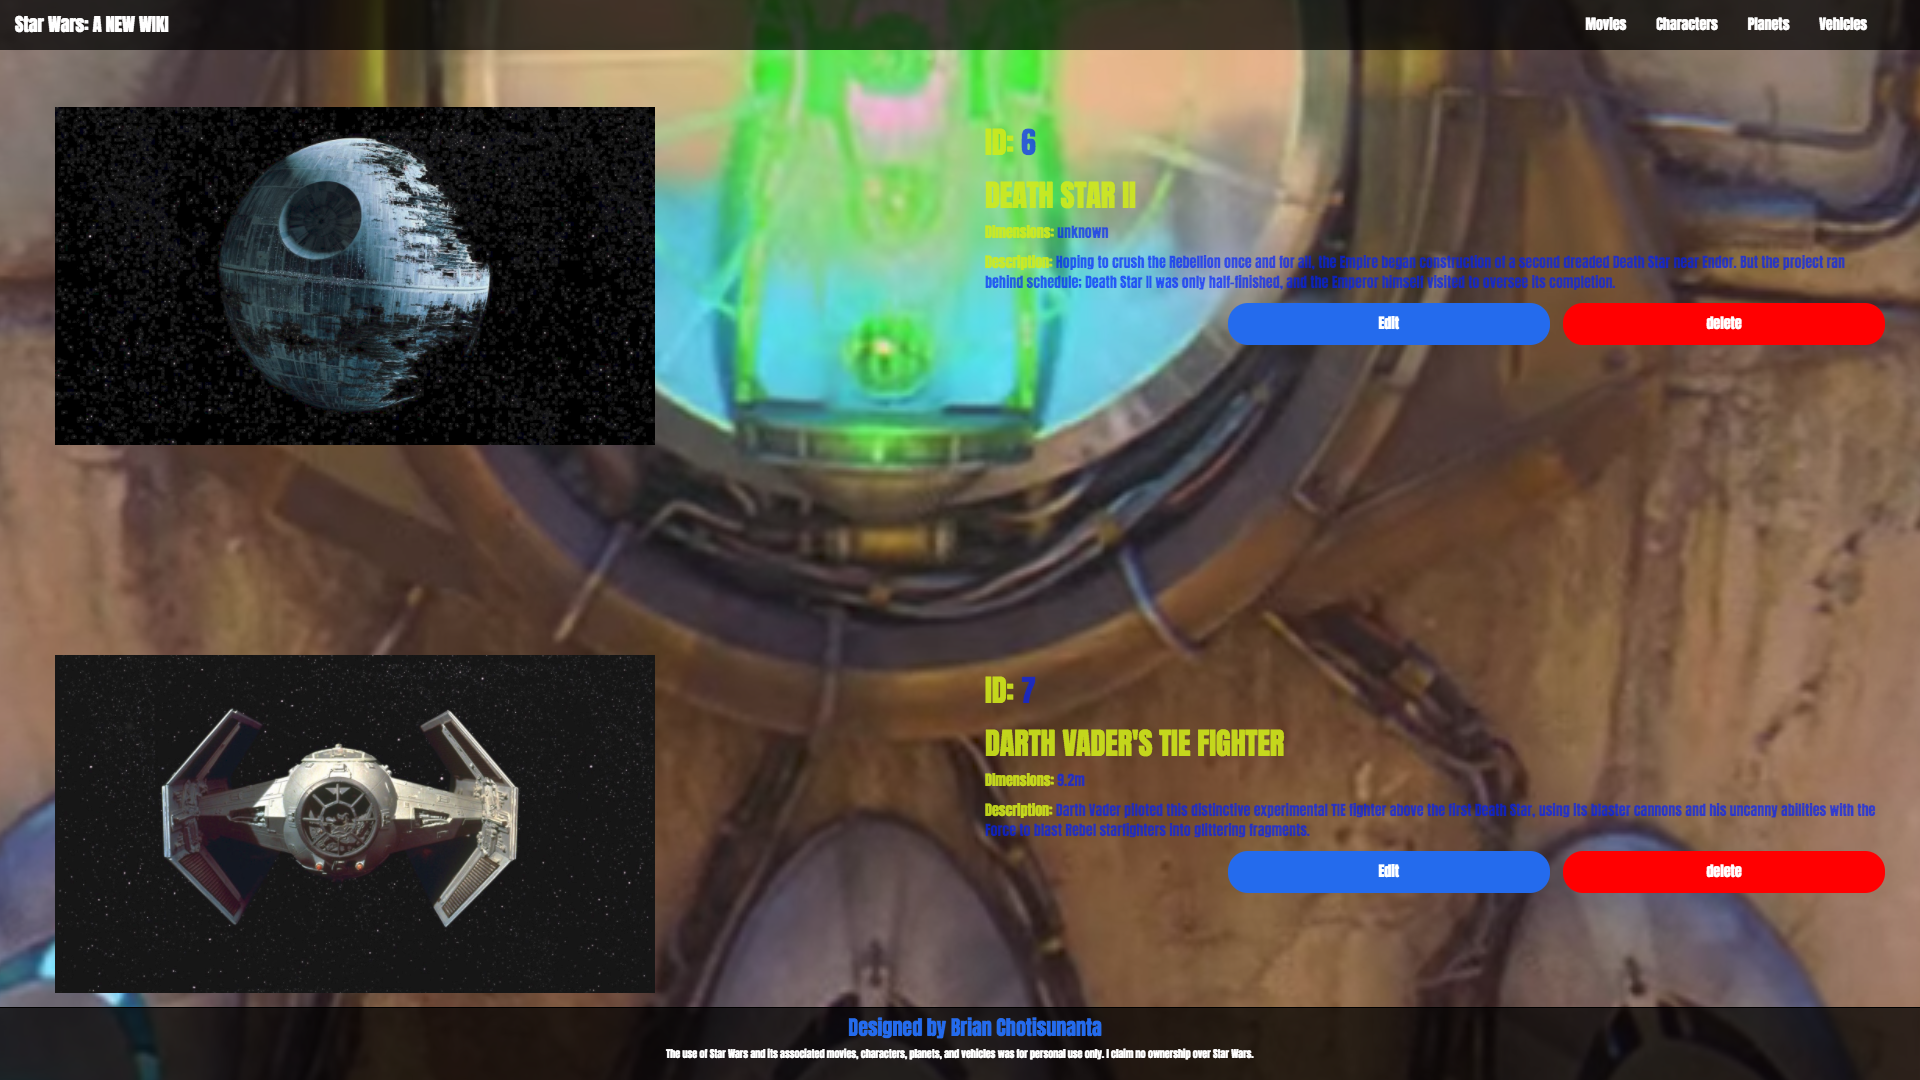 Star Wars: A NEW WIKI
Movies Characters Planets Vehicles
ID: 6
DEATH STAR II
Dimensions: unknown
Description: Hoping to crush the Rebellion once and for all, the Empire began construction of a second dreaded Death Star near Endor. But the project ran
behind schedule; Death Star II was only half-finished, and the Emperor himself visited to oversee its completion.
Edit delete
ID: 7
DARTH VADER'S TIE FIGHTER
Dimensions: 9.2m
Description: Darth Vader piloted this distinctive experimental TIE fighter above the first Death Star, using its blaster cannons and his uncanny abilities with the
Force to blast Rebel starfighters into glittering fragments.
Edit delete
Designed by Brian Chotisunanta
The use of Star Wars and its associated movies, characters, planets, and vehicles was for personal use only. I claim no ownership over Star Wars.